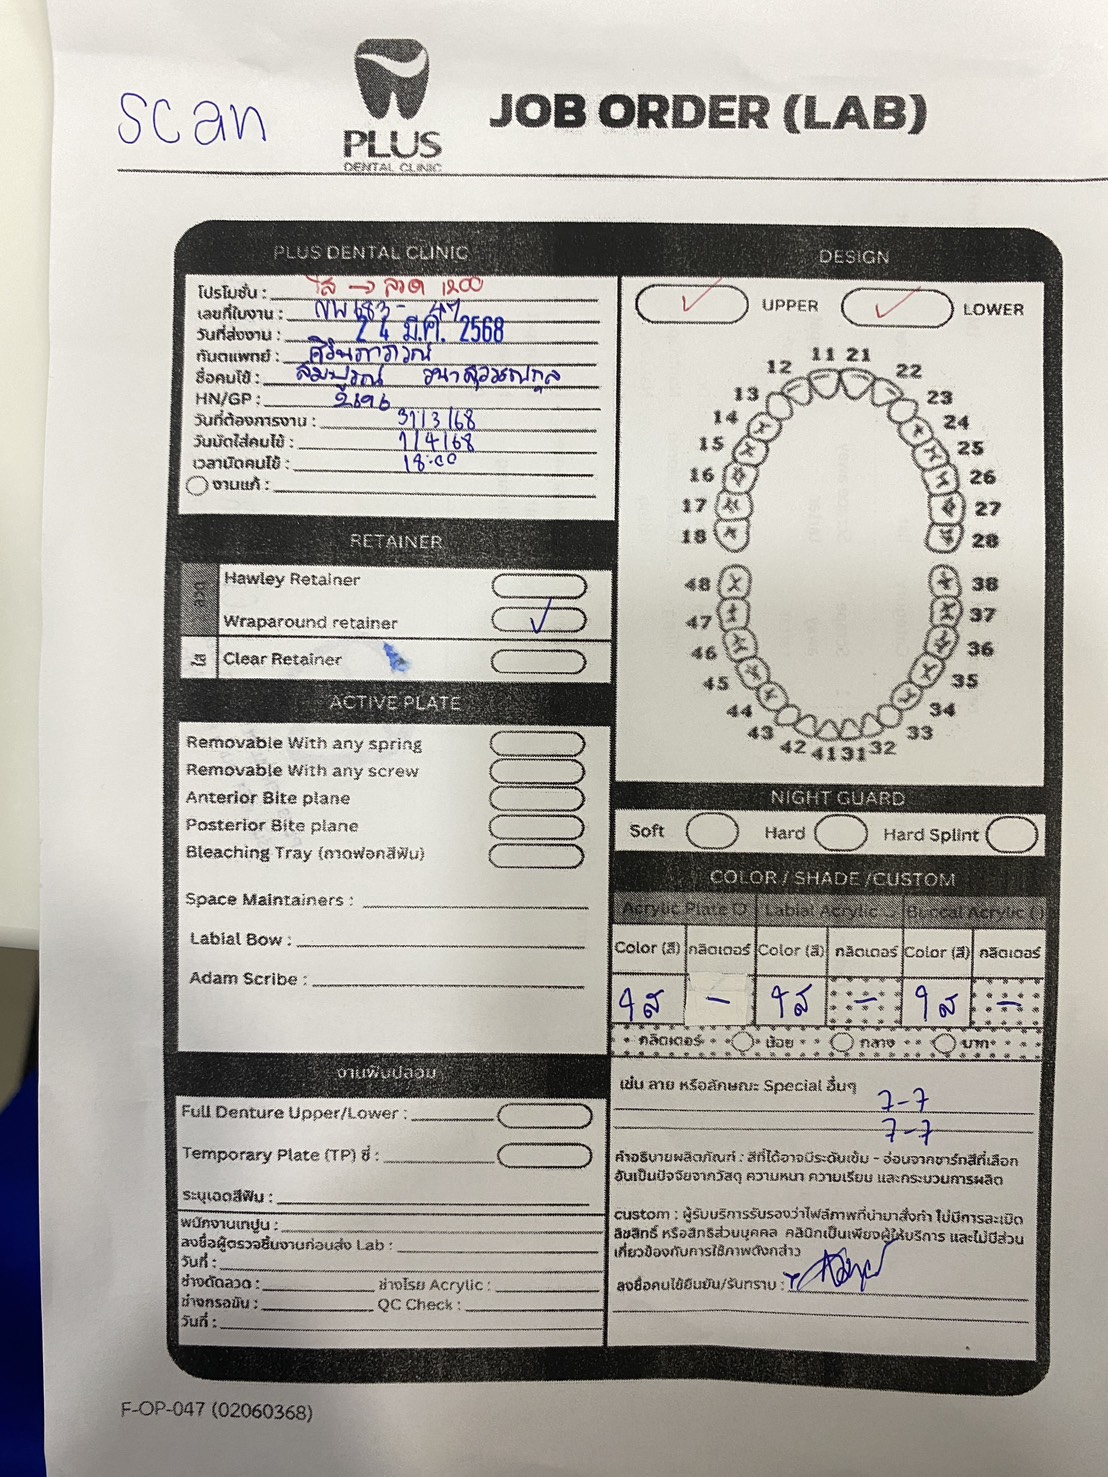 scan
PLUS
DENTAL CLINIC
JOB ORDER (LAB)
PLUS DENTAL CLINIC
โปรโมชั่น : ใส → ลวด 1200
เลขที่ใบงาน : NW683-47
วันที่ส่งงาน : 24 มี.ค. 2568
ทันตแพทย์ : ศิรินภาภรณ์
ชื่อคนไข้ : สมบูรณ์
HN/GP :
วันที่ต้องการงาน : 31/3/68
วันนัดใส่คนไข้ : 1/4/68
เวลานัดคนไข้ : 18.00
งานแก้ :
RETAINER
ลวด
Hawley Retainer
Wraparound retainer
ใส
Clear Retainer
ACTIVE PLATE
Removable With any spring
Removable With any screw
Anterior Bite plane
Posterior Bite plane
Bleaching Tray (ถาดฟอกสีฟัน)
Space Maintainers :
Labial Bow :
Adam Scribe :
งานฟันปลอม
Full Denture Upper/Lower :
Temporary Plate (TP) ซี่ :
ระบุเฉดสีฟัน :
พนักงานเทปูน :
ลงชื่อผู้ตรวจชิ้นงานก่อนส่ง Lab :
วันที่ :
ช่างดัดลวด : ช่างโรย Acrylic :
ช่างกรอขัน : QC Check :
วันที่ :
DESIGN
UPPER LOWER
11 21
12 22
13 23
14 24
15 25
16 26
17 27
18 28
48 38
47 37
46 36
45 35
44 34
43 33
42 41 31 32
NIGHT GUARD
Soft Hard Hard Splint
COLOR / SHADE /CUSTOM
Acrylic Plate Labial Acrylic Buccal Acrylic
Color (สี) กลิตเตอร์ Color (สี) กลิตเตอร์ Color (สี) กลิตเตอร์
ใส - ใส - ใส -
กลิตเตอร์ น้อย กลาง มาก
เช่น ลาย หรือลักษณะ Special อื่นๆ
7-7
7-7
คำอธิบายผลิตภัณฑ์ : สีที่ได้อาจมีระดับเข้ม - อ่อนจากชาร์ทสีที่เลือก
อันเป็นปัจจัยจากวัสดุ ความหนา ความเรียบ และกระบวนการผลิต
custom : ผู้รับบริการรับรองว่าไฟล์ภาพที่นำมาสั่งทำ ไม่มีการละเมิด
ลิขสิทธิ์ หรือสิทธิส่วนบุคคล คลินิกเป็นเพียงผู้ให้บริการ และไม่มีส่วน
เกี่ยวข้องกับการใช้ภาพดังกล่าว
ลงชื่อคนไข้ยืนยัน/รับทราบ :
F-OP-047 (02060368)